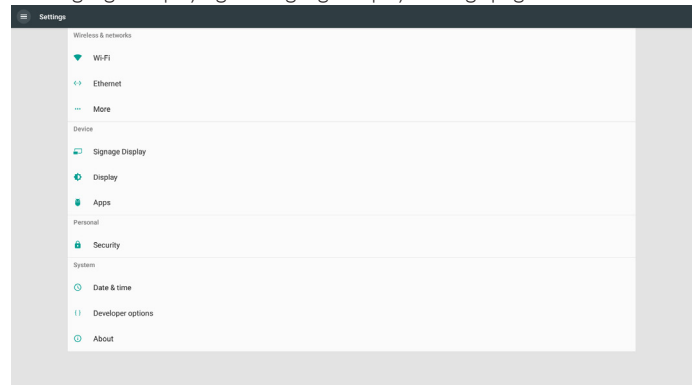 Settings
Wireless & networks
Wi-Fi
Ethernet
More
Device
Signage Display
Display
Apps
Personal
Security
System
Date & time
Developer options
About